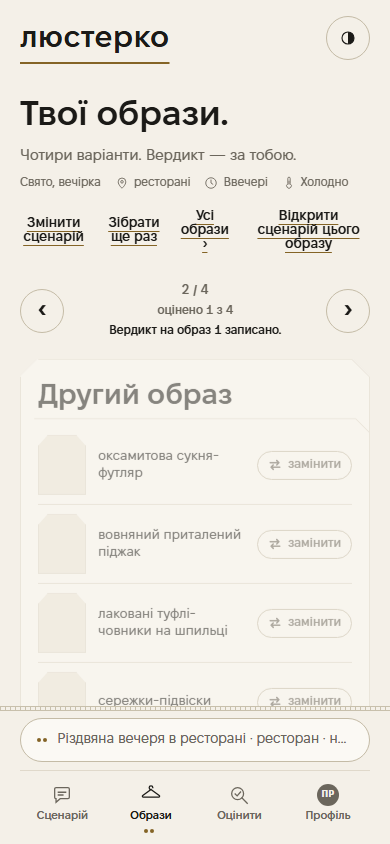 люстерко
Твої образи.
Чотири варіанти. Вердикт — за тобою.
Свято, вечірка ресторані Ввечері Холодно
Змінити сценарій
Зібрати ще раз
Усі образи ›
Відкрити сценарій цього образу
2 / 4
‹ оцінено 1 з 4 ›
Вердикт на образ 1 записано.
Другий образ
оксамитова сукня-
футляр
замінити
вовняний приталений
піджак
замінити
лаковані туфлі-
човники на шпильці
замінити
сережки-підвіски
замінити
Різдвяна вечеря в ресторані · ресторан · н...
Сценарій Образи Оцінити ПР Профіль